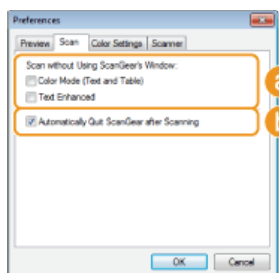 Preferences
Preview Scan Color Settings Scanner
Scan without Using ScanGear's Window:
Color Mode (Text and Table)
a
Text Enhanced
Automatically Quit ScanGear after Scanning
b
OK Cancel